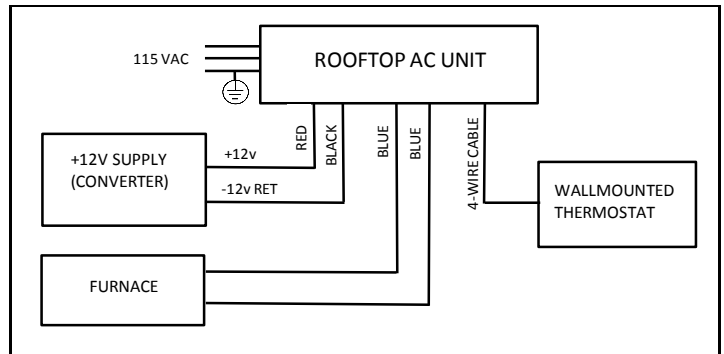 ROOFTOP AC UNIT
115 VAC
RED
BLACK
BLUE
BLUE
4-WIRE CABLE
+12V SUPPLY
(CONVERTER)
+12v
-12v RET
WALLMOUNTED
THERMOSTAT
FURNACE